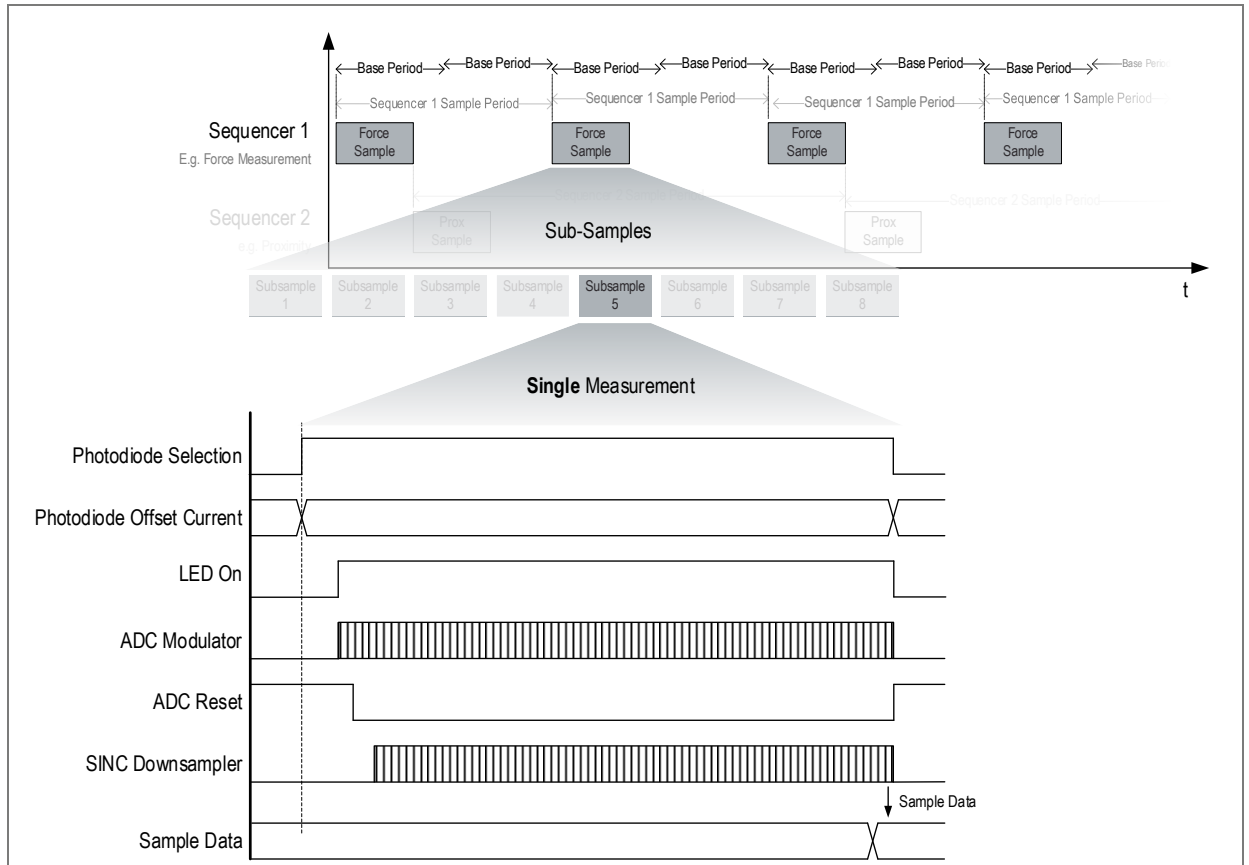 Base Period Base Period Base Period Base Period Base Period Base Period Base Period
Sequencer 1 Sample Period Sequencer 1 Sample Period Sequencer 1 Sample Period Sequencer 1 Sample Period
Sequencer 1
E.g. Force Measurement
Force
Sample
Force
Sample
Force
Sample
Force
Sample
Sequencer 2 Sample Period
Sequencer 2
e.g. Proximity
Prox
Sample
Prox
Sample
Sub-Samples
t
Subsample
1
Subsample
2
Subsample
3
Subsample
4
Subsample
5
Subsample
6
Subsample
7
Subsample
8
Single Measurement
Photodiode Selection
Photodiode Offset Current
LED On
ADC Modulator
ADC Reset
SINC Downsampler
Sample Data
Sample Data